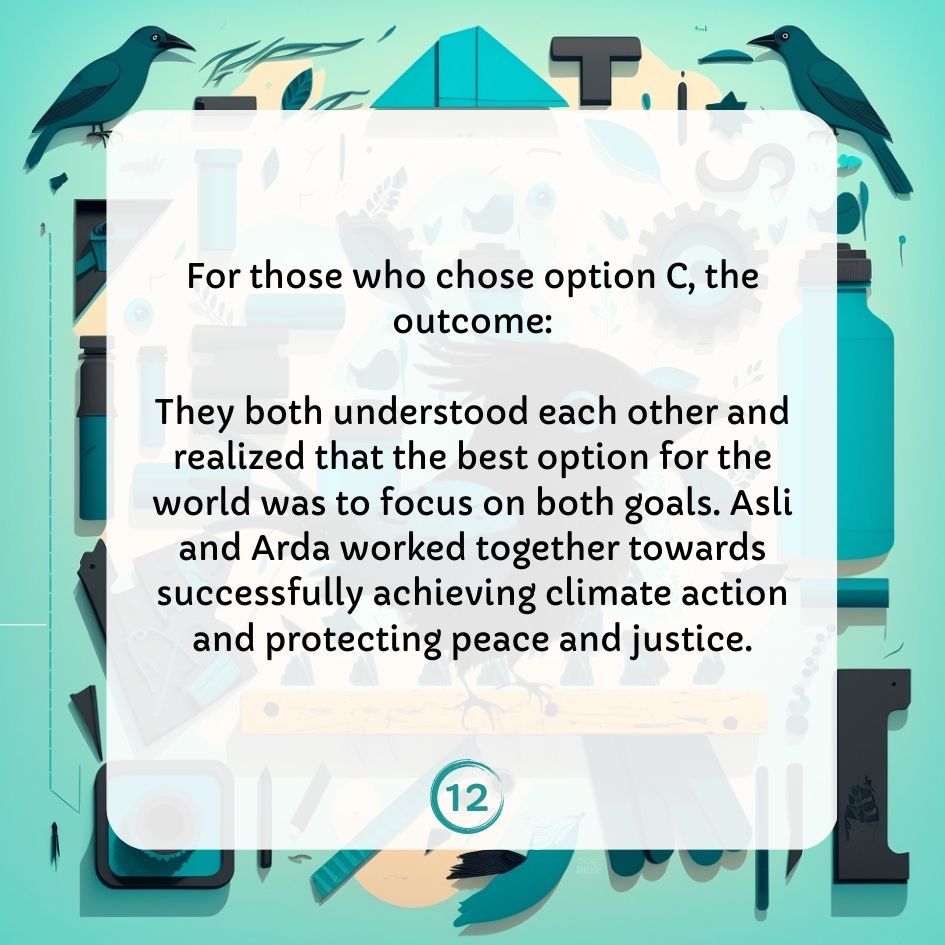 For those who chose option C, the
outcome:
They both understood each other and
realized that the best option for the
world was to focus on both goals. Asli
and Arda worked together towards
successfully achieving climate action
and protecting peace and justice.
12